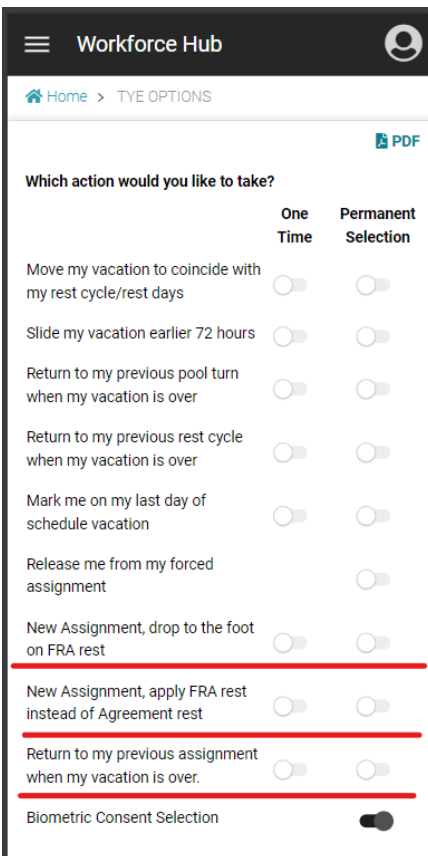 Workforce Hub
Home > TYE OPTIONS
PDF
Which action would you like to take?
One Permanent
Time Selection
Move my vacation to coincide with
my rest cycle/rest days
Slide my vacation earlier 72 hours
Return to my previous pool turn
when my vacation is over
Return to my previous rest cycle
when my vacation is over
Mark me on my last day of
schedule vacation
Release me from my forced
assignment
New Assignment, drop to the foot
on FRA rest
New Assignment, apply FRA rest
instead of Agreement rest
Return to my previous assignment
when my vacation is over.
Biometric Consent Selection